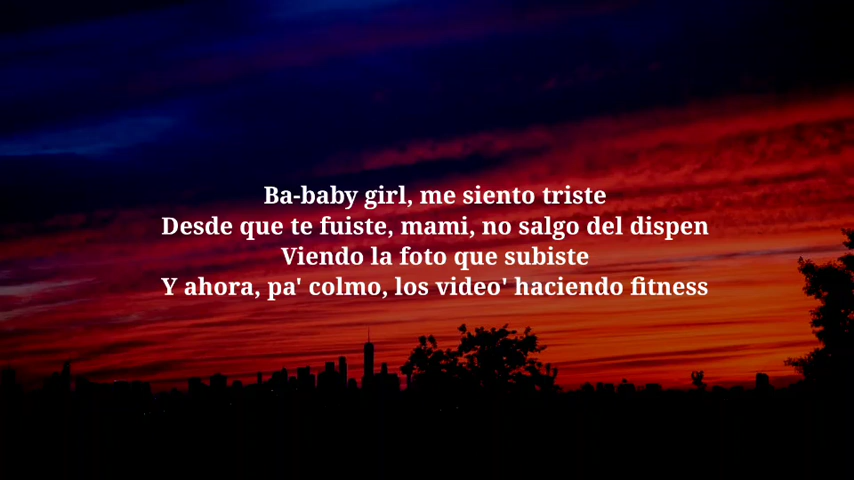 Ba-baby girl, me siento triste
Desde que te fuiste, mami, no salgo del dispen
Viendo la foto que subiste
Y ahora, pa' colmo, los video' haciendo fitness